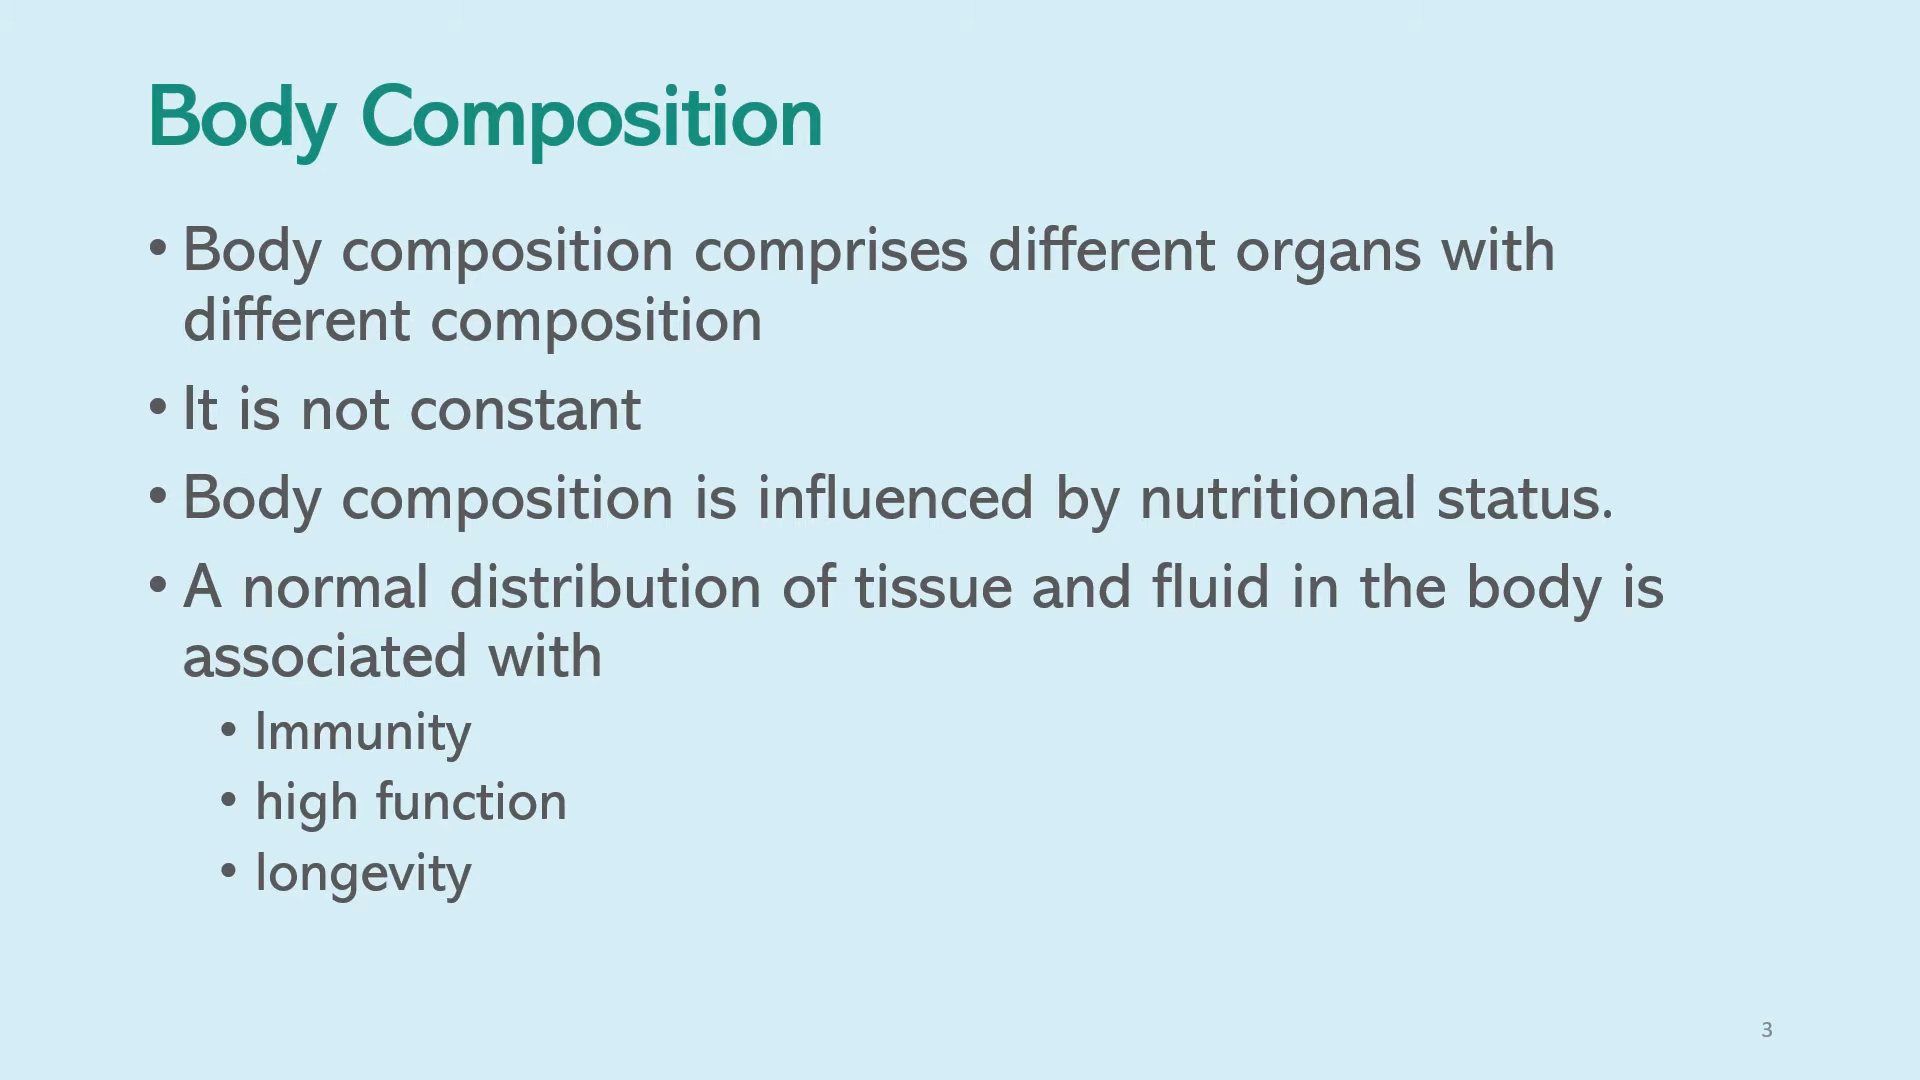 Body Composition
• Body composition comprises different organs with
different composition
• It is not constant
• Body composition is influenced by nutritional status.
• A normal distribution of tissue and fluid in the body is
associated with
• Immunity
• high function
• longevity
3